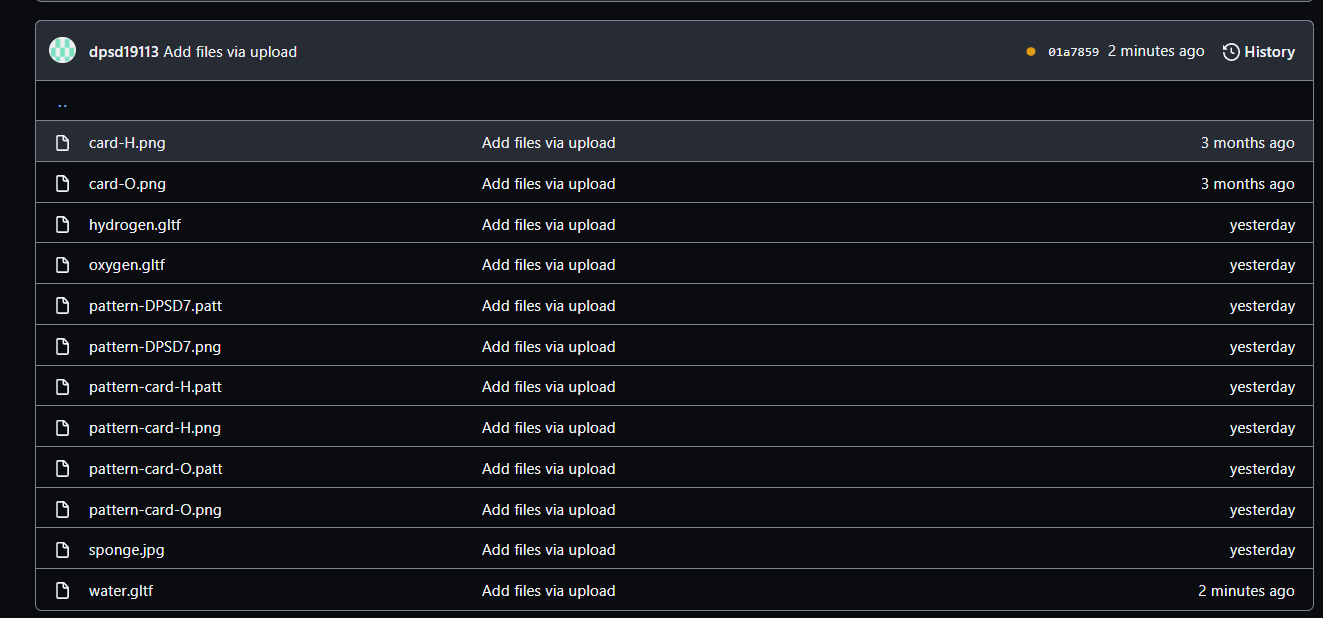 dpsd19113 Add files via upload 01a7859 2 minutes ago History
..
card-H.png Add files via upload 3 months ago
card-O.png Add files via upload 3 months ago
hydrogen.gltf Add files via upload yesterday
oxygen.gltf Add files via upload yesterday
pattern-DPSD7.patt Add files via upload yesterday
pattern-DPSD7.png Add files via upload yesterday
pattern-card-H.patt Add files via upload yesterday
pattern-card-H.png Add files via upload yesterday
pattern-card-O.patt Add files via upload yesterday
pattern-card-O.png Add files via upload yesterday
sponge.jpg Add files via upload yesterday
water.gltf Add files via upload 2 minutes ago